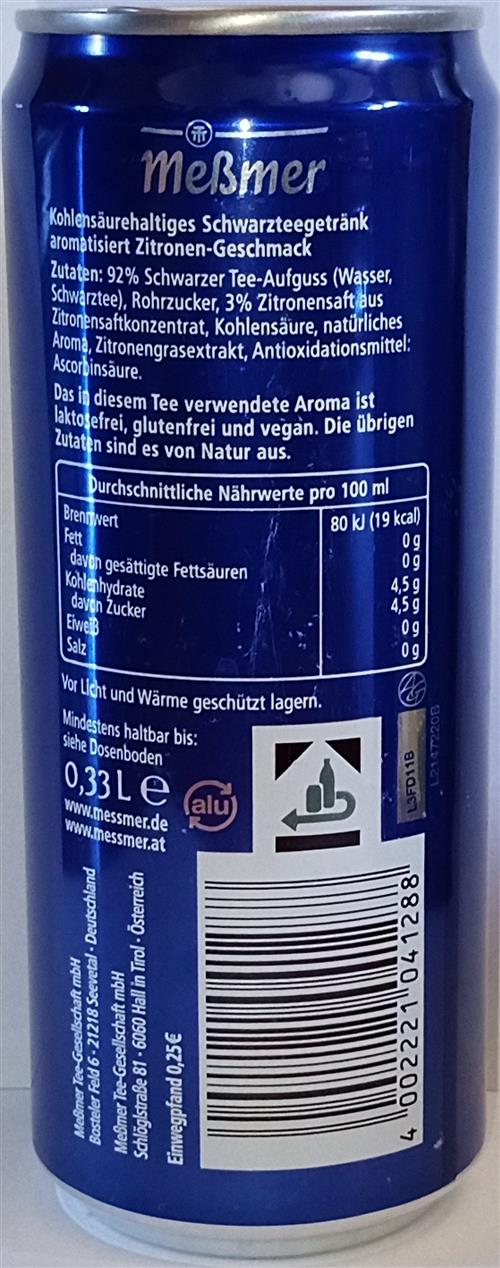 Meßmer
Kohlensäurehaltiges Schwarzteegetränk
aromatisiert Zitronen-Geschmack
Zutaten: 92% Schwarzer Tee-Aufguss (Wasser,
Schwarztee), Rohrzucker, 3% Zitronensaft aus
Zitronensaftkonzentrat, Kohlensäure, natürliches
Aroma, Zitronengrasextrakt, Antioxidationsmittel:
Ascorbinsäure.
Das in diesem Tee verwendete Aroma ist
laktosefrei, glutenfrei und vegan. Die übrigen
Zutaten sind es von Natur aus.
Durchschnittliche Nährwerte pro 100 ml
Brennwert 80 kJ (19 kcal)
Fett 0 g
davon gesättigte Fettsäuren 0 g
Kohlenhydrate 4,5 g
davon Zucker 4,5 g
Eiweiß 0 g
Salz 0 g
Vor Licht und Wärme geschützt lagern.
Mindestens haltbar bis:
siehe Dosenboden
0,33 L e
alu
www.messmer.de
www.messmer.at
L3FD11B
L2147220B
Meßmer Tee-Gesellschaft mbH
Bosteler Feld 6 · 21218 Seevetal · Deutschland
Meßmer Tee-Gesellschaft mbH
Schlöglstraße 81 · 6060 Hall in Tirol · Österreich
Einwegpfand 0,25€
4 002221 041288